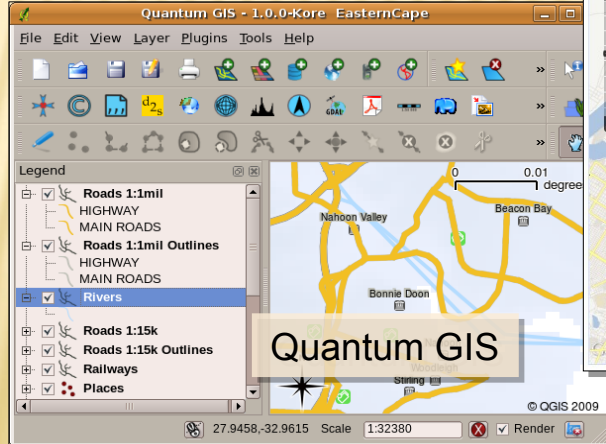 Quantum GIS - 1.0.0-Kore  EasternCape
File Edit View Layer Plugins Tools Help
»
d2s
GDAL
»
»
Legend
Roads 1:1mil
HIGHWAY
MAIN ROADS
Roads 1:1mil Outlines
HIGHWAY
MAIN ROADS
Rivers
Roads 1:15k
Roads 1:15k Outlines
Railways
Places
0 0.01
degree
Nahoon Valley
Beacon Bay
Bonnie Doon
Quantum GIS
Woodleigh
Stirling
© QGIS 2009
27.9458,-32.9615 Scale 1:32380 Render